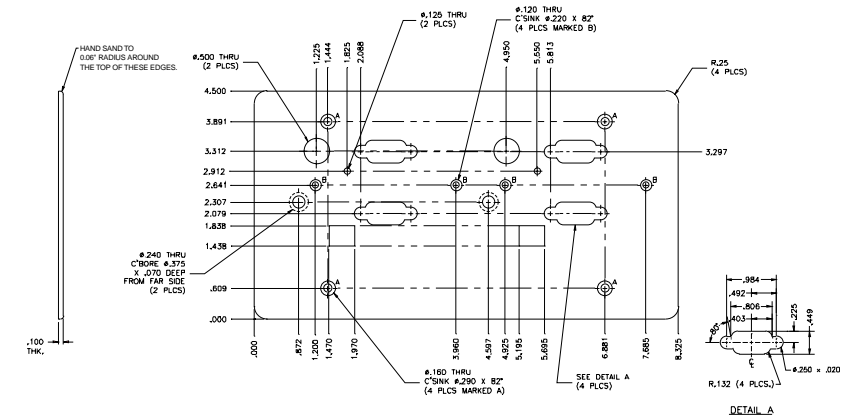 HAND SAND TO
0.06" RADIUS AROUND
THE TOP OF THESE EDGES.
ø.500 THRU
(2 PLCS)
1.225
1.444
1.825
2.088
ø.125 THRU
(2 PLCS)
ø.120 THRU
C'SINK ø.220 X 82°
(4 PLCS MARKED B)
4.950
5.550
5.813
R.25
(4 PLCS)
4.500
3.891
3.312
2.912
2.641
2.307
2.079
1.838
1.438
.609
.000
A
A
3.297
B
B
B
B
A
A
ø.240 THRU
C'BORE ø.375
X .070 DEEP
FROM FAR SIDE
(2 PLCS)
.100
THK.
.000
.872
1.200
1.470
1.970
3.960
4.597
4.925
5.195
5.695
6.881
7.685
8.325
ø.160 THRU
C'SINK ø.290 X 82°
(4 PLCS MARKED A)
SEE DETAIL A
(4 PLCS)
.984
.492
.806
.403
.225
.449
80°
ø.250 x .020
R.132 (4 PLCS.)
DETAIL A